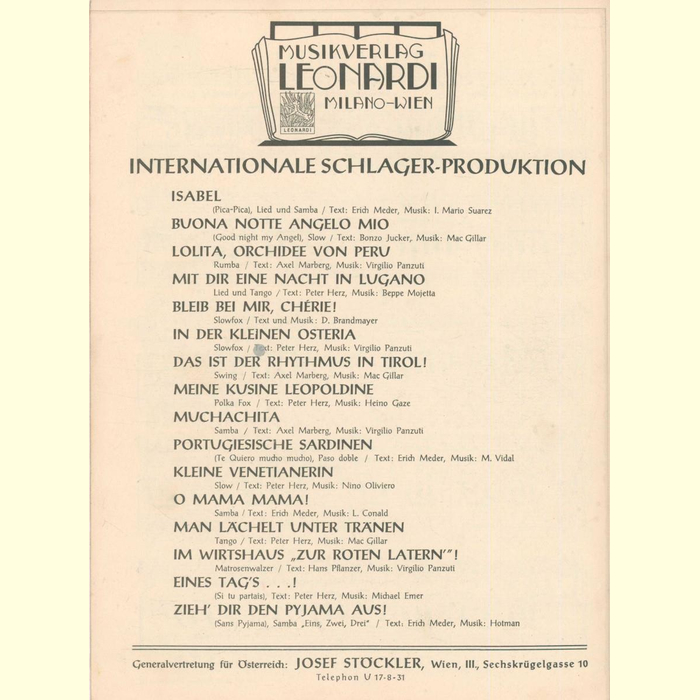 MUSIKVERLAG
LEONARDI
MILANO–WIEN
LEONARDI
INTERNATIONALE SCHLAGER-PRODUKTION
ISABEL
(Pica-Pica), Lied und Samba / Text: Erich Meder, Musik: I. Mario Suarez
BUONA NOTTE ANGELO MIO
(Good night my Angel), Slow / Text: Bonzo Jucker, Musik: Mac Gillar
LOLITA, ORCHIDEE VON PERU
Rumba / Text: Axel Marberg, Musik: Virgilio Panzuti
MIT DIR EINE NACHT IN LUGANO
Lied und Tango / Text: Peter Herz, Musik: Beppe Mojetta
BLEIB BEI MIR, CHÉRIE!
Slowfox / Text und Musik: D. Brandmayer
IN DER KLEINEN OSTERIA
Slowfox / Text: Peter Herz, Musik: Virgilio Panzuti
DAS IST DER RHYTHMUS IN TIROL!
Swing / Text: Axel Marberg, Musik: Mac Gillar
MEINE KUSINE LEOPOLDINE
Polka Fox / Text: Peter Herz, Musik: Heino Gaze
MUCHACHITA
Samba / Text: Axel Marberg, Musik: Virgilio Panzuti
PORTUGIESISCHE SARDINEN
(Te Quiero mucho mucho), Paso doble / Text: Erich Meder, Musik: M. Vidal
KLEINE VENETIANERIN
Slow / Text: Peter Herz, Musik: Nino Oliviero
O MAMA MAMA!
Samba / Text: Erich Meder, Musik: L. Conald
MAN LÄCHELT UNTER TRÄNEN
Tango / Text: Peter Herz, Musik: Mac Gillar
IM WIRTSHAUS „ZUR ROTEN LATERN'"!
Matrosenwalzer / Text: Hans Pflanzer, Musik: Virgilio Panzuti
EINES TAG'S . . .!
(Si tu partais), Text: Peter Herz, Musik: Michael Emer
ZIEH' DIR DEN PYJAMA AUS!
(Sans Pyjama), Samba „Eins, Zwei, Drei" / Text: Erich Meder, Musik: Hotman
Generalvertretung für Österreich: JOSEF STÖCKLER, Wien, III., Sechskrügelgasse 10
Telephon U 17-8-31